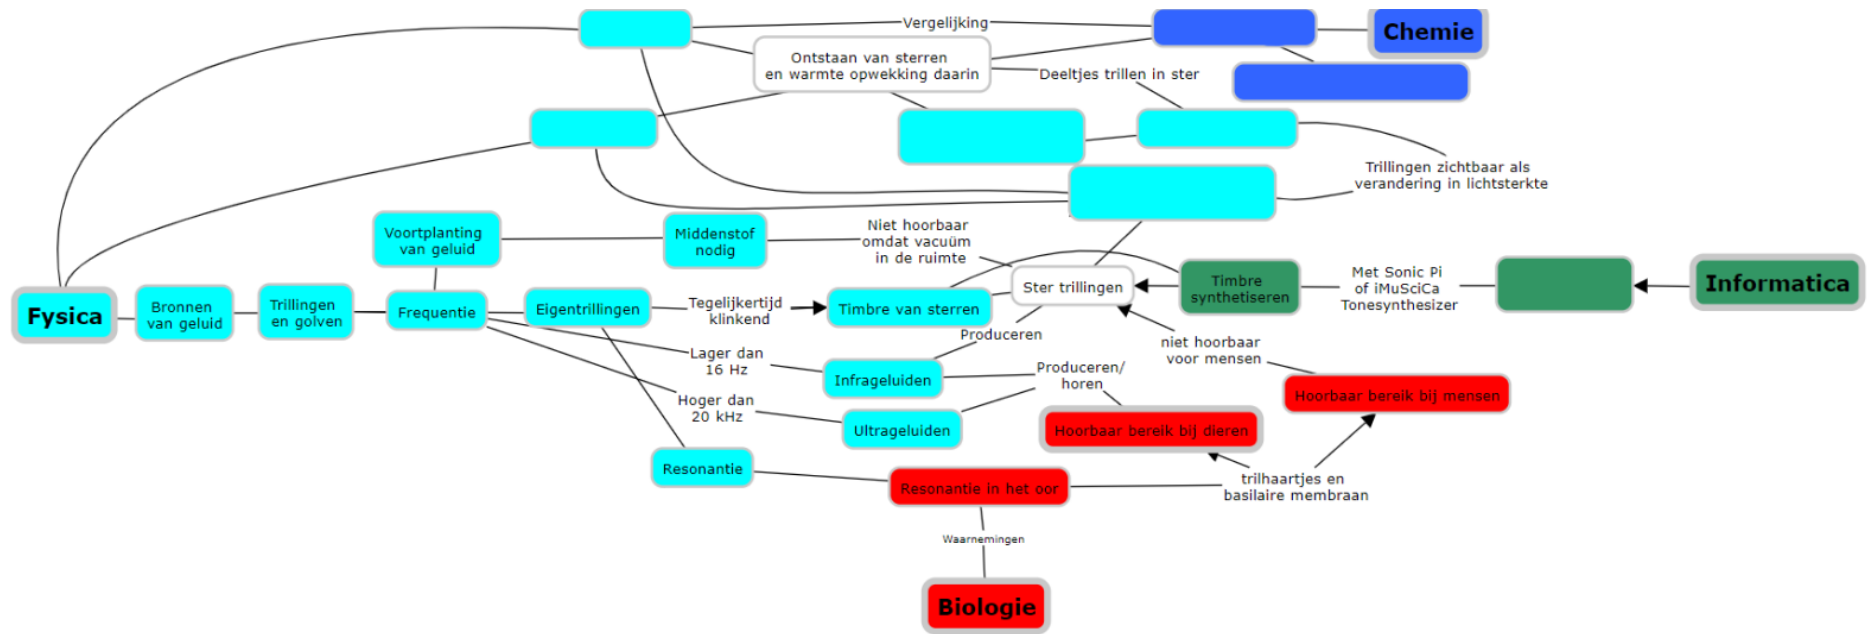 Vergelijking
Chemie
Ontstaan van sterren
en warmte opwekking daarin
Deeltjes trillen in ster
Trillingen zichtbaar als
verandering in lichtsterkte
Voortplanting
van geluid
Middenstof
nodig
Niet hoorbaar
omdat vacuüm
in de ruimte
Fysica
Bronnen
van geluid
Trillingen
en golven
Frequentie
Eigentrillingen
Tegelijkertijd
klinkend
Timbre van sterren
Ster trillingen
Timbre
synthetiseren
Met Sonic Pi
of iMuSciCa
Tonesynthesizer
Informatica
Produceren
niet hoorbaar
voor mensen
Lager dan
16 Hz
Infrageluiden
Produceren/
horen
Hoorbaar bereik bij mensen
Hoger dan
20 kHz
Ultrageluiden
Hoorbaar bereik bij dieren
Resonantie
Resonantie in het oor
trilhaartjes en
basilaire membraan
Waarnemingen
Biologie